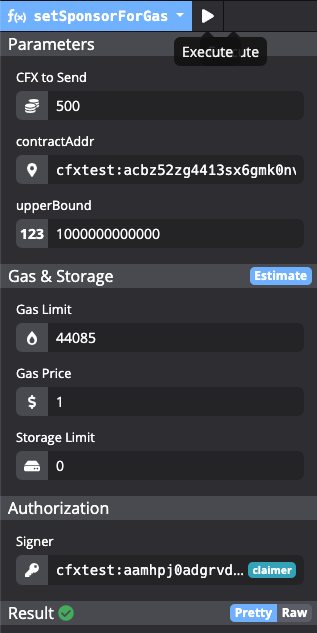 f(x) setSponsorForGas
Parameters
Execute ute
CFX to Send
500
contractAddr
cfxtest:acbz52zg4413sx6gmk0nv
upperBound
123 1000000000000
Gas & Storage Estimate
Gas Limit
44085
Gas Price
$ 1
Storage Limit
0
Authorization
Signer
cfxtest:aamhpj0adgrvd... claimer
Result Pretty Raw